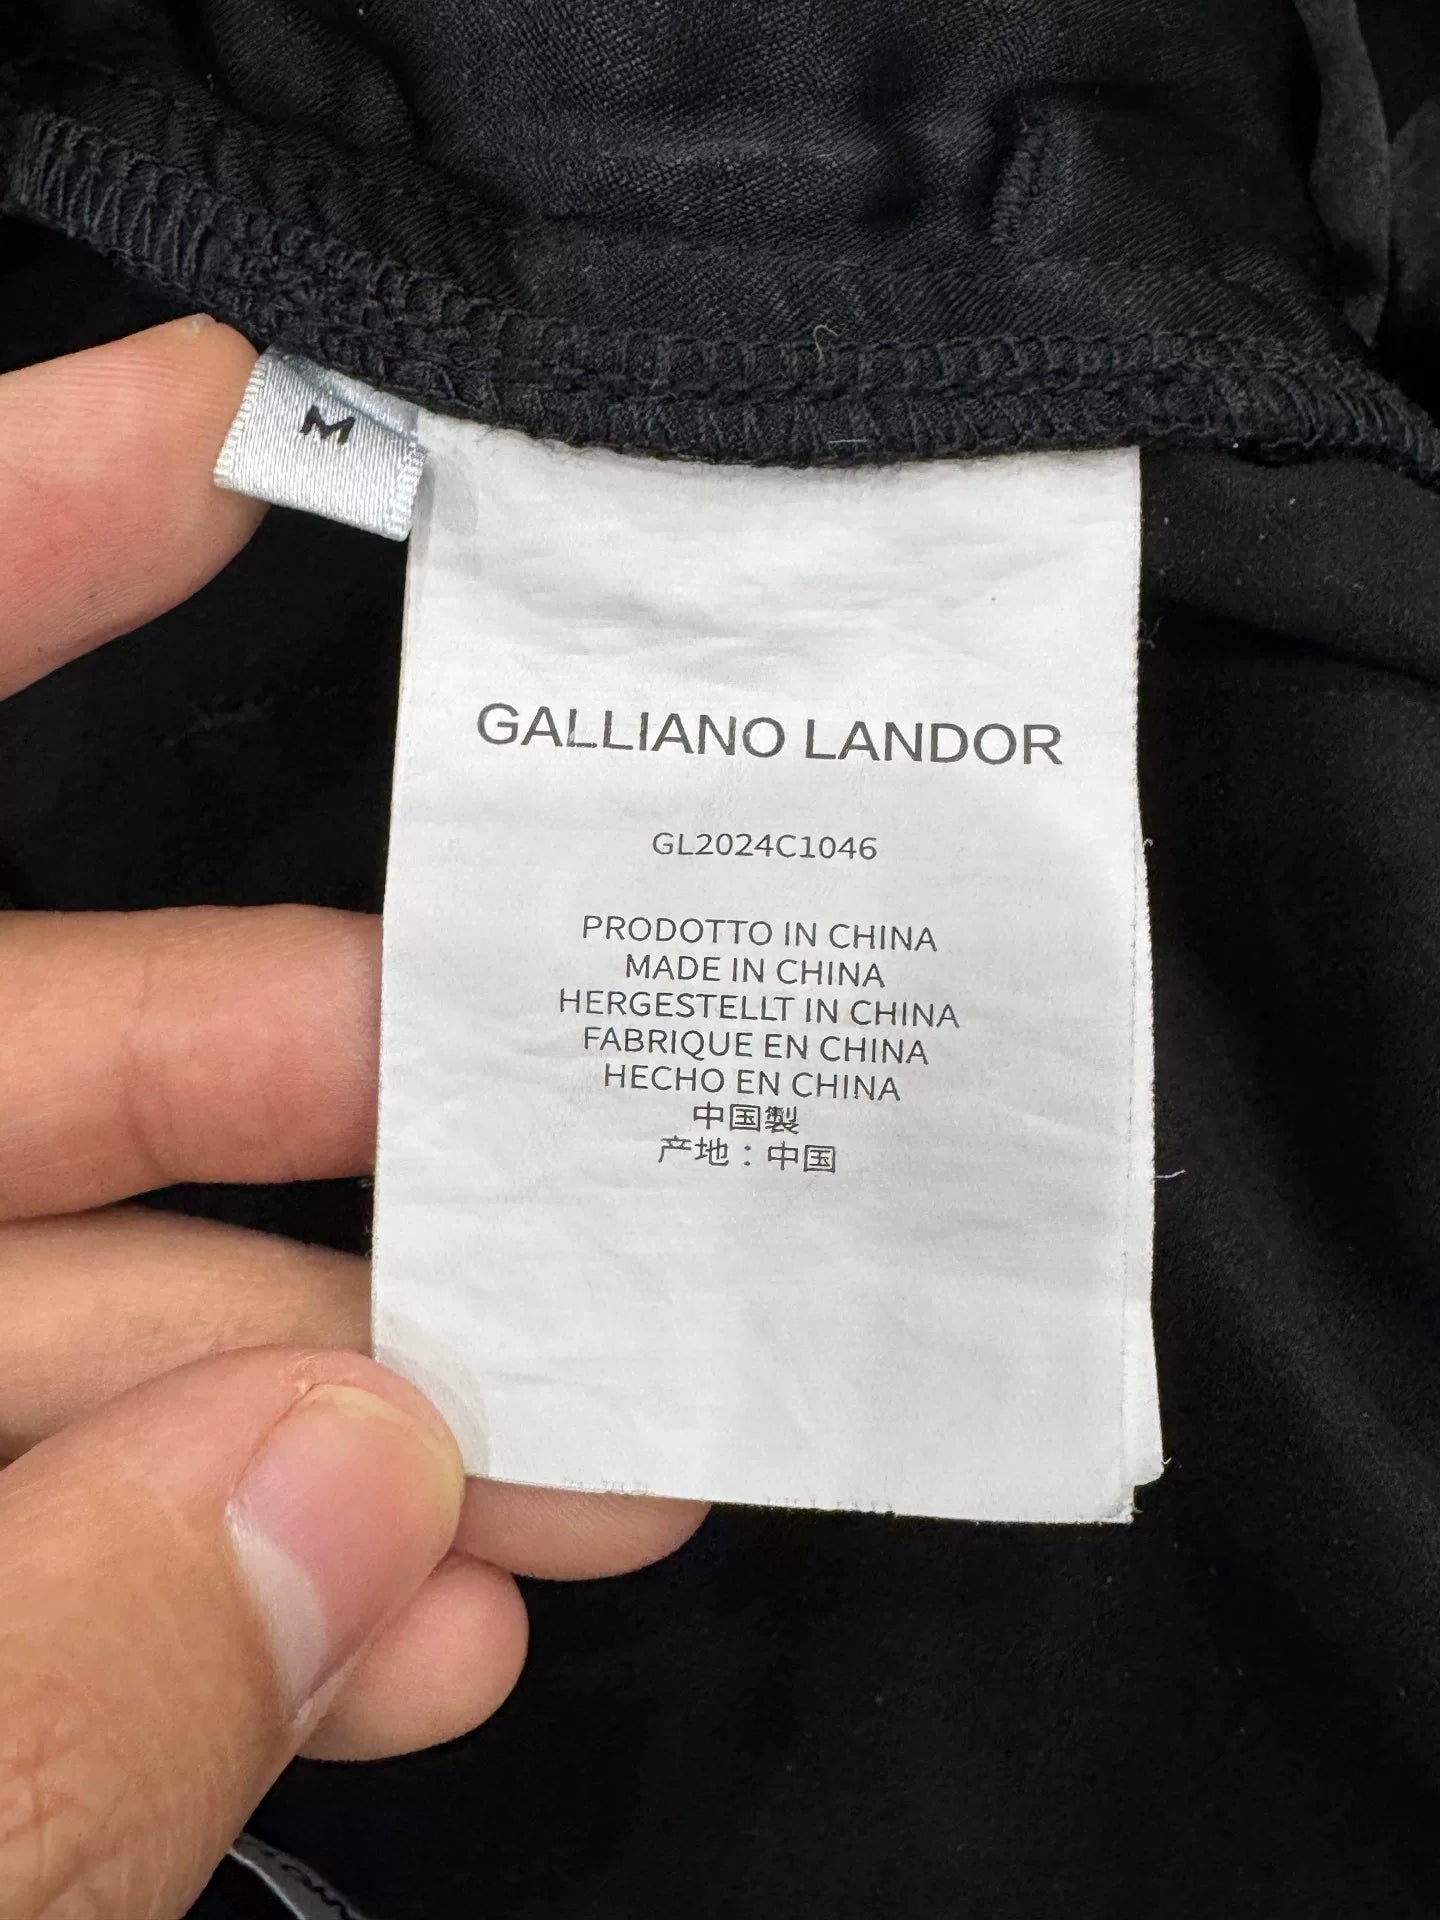 M
GALLIANO LANDOR
GL2024C1046
PRODOTTO IN CHINA
MADE IN CHINA
HERGESTELLT IN CHINA
FABRIQUE EN CHINA
HECHO EN CHINA
中国製
产地：中国